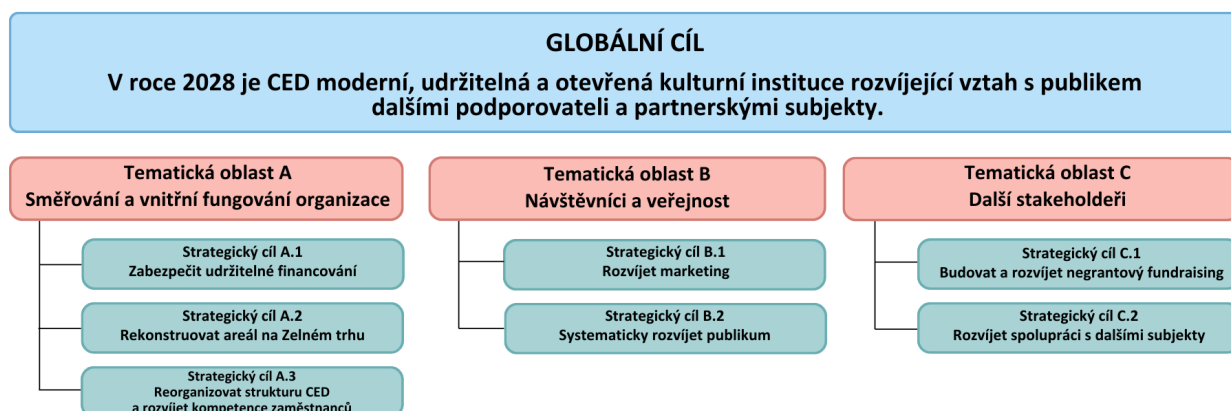 GLOBÁLNÍ CÍL
V roce 2028 je CED moderní, udržitelná a otevřená kulturní instituce rozvíjející vztah s publikem
dalšími podporovateli a partnerskými subjekty.
Tematická oblast A
Směřování a vnitřní fungování organizace
Strategický cíl A.1
Zabezpečit udržitelné financování
Strategický cíl A.2
Rekonstruovat areál na Zelném trhu
Strategický cíl A.3
Reorganizovat strukturu CED
a rozvíjet kompetence zaměstnanců
Tematická oblast B
Návštěvníci a veřejnost
Strategický cíl B.1
Rozvíjet marketing
Strategický cíl B.2
Systematicky rozvíjet publikum
Tematická oblast C
Další stakeholdeři
Strategický cíl C.1
Budovat a rozvíjet negrantový fundraising
Strategický cíl C.2
Rozvíjet spolupráci s dalšími subjekty